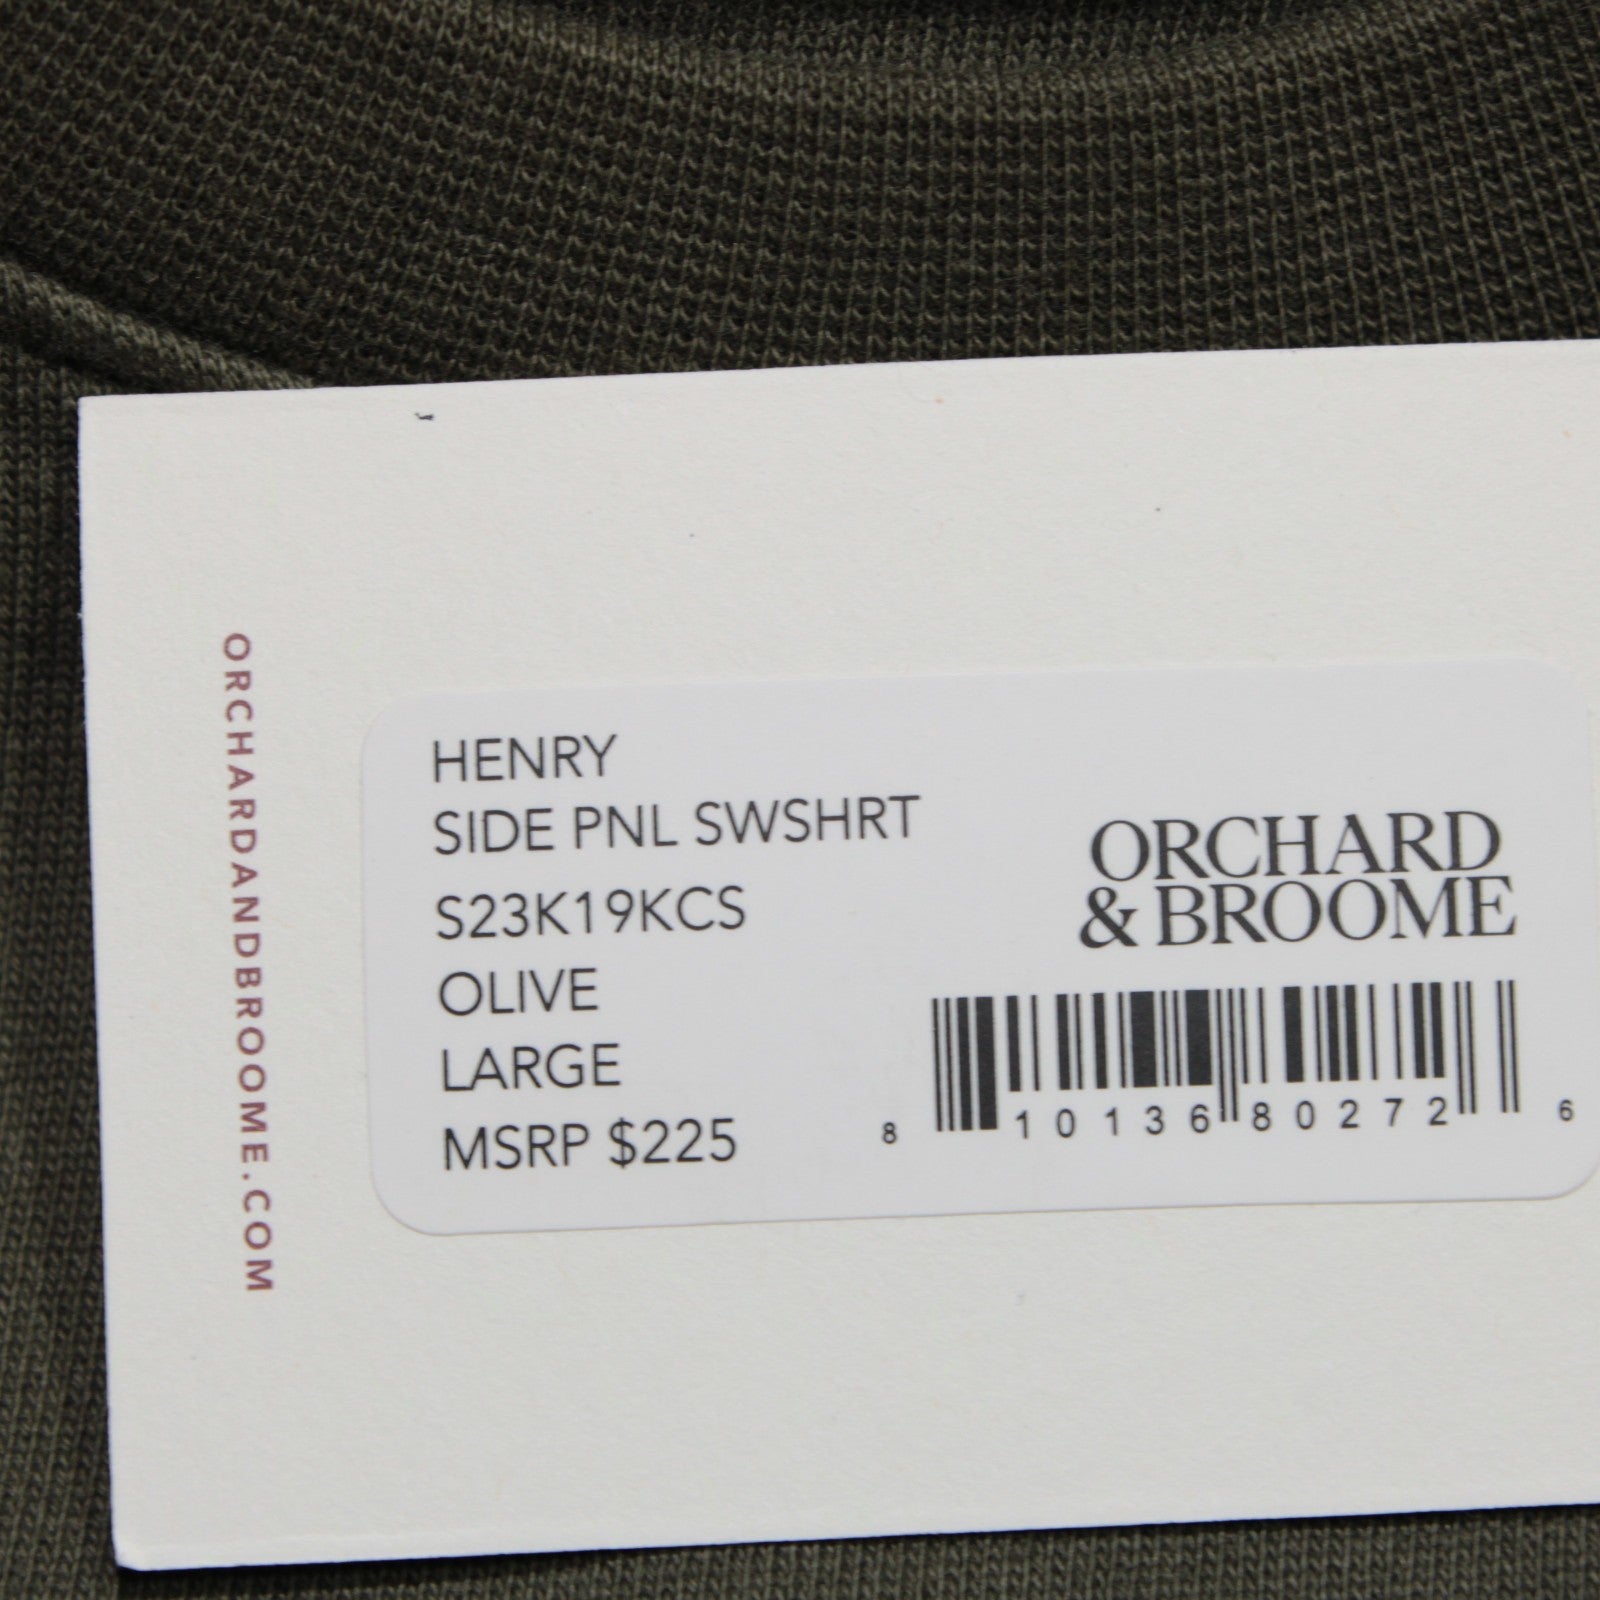 ORCHARDANDBROOME.COM
HENRY
SIDE PNL SWSHRT
S23K19KCS
OLIVE
LARGE
MSRP $225
ORCHARD
& BROOME
8 10136 80272 6